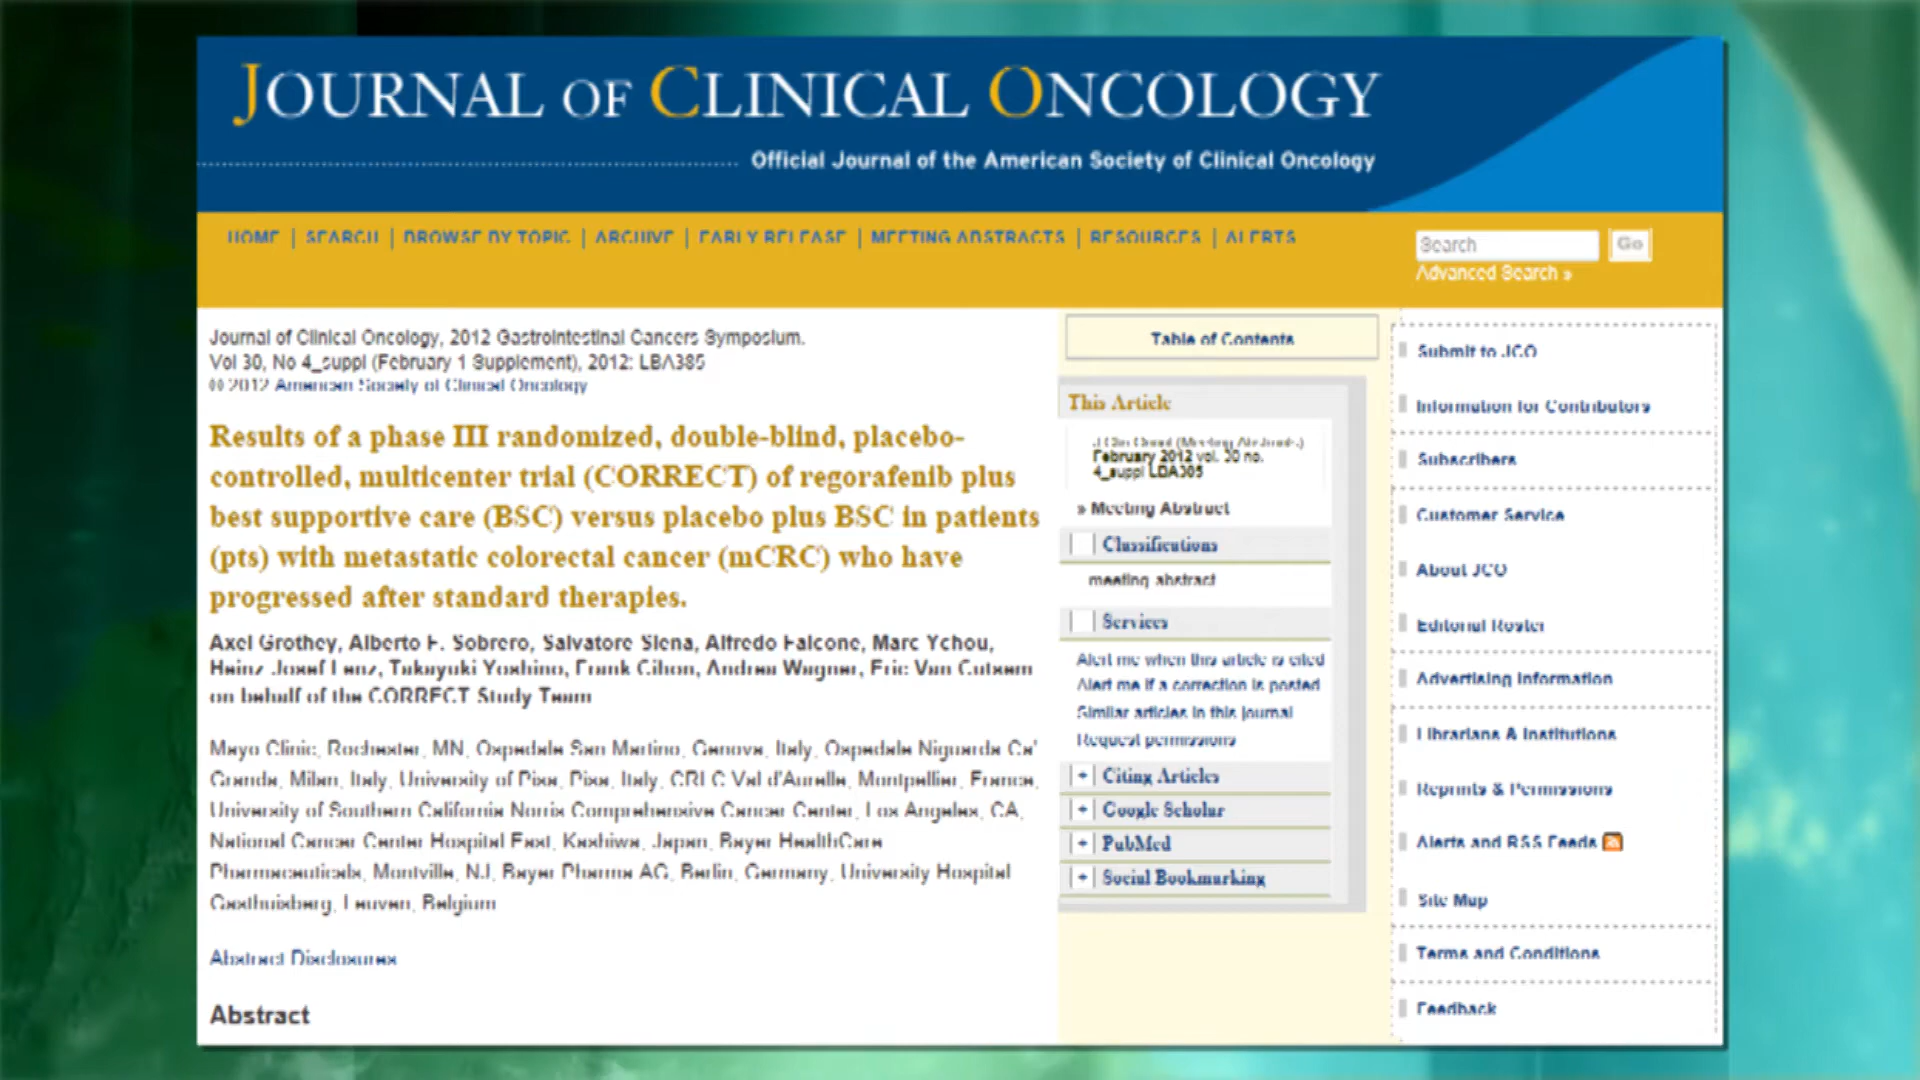 JOURNAL OF CLINICAL ONCOLOGY
Official Journal of the American Society of Clinical Oncology
HOME | SEARCH | BROWSE BY TOPIC | ARCHIVE | EARLY RELEASE | MEETING ABSTRACTS | RESOURCES | ALERTS
Search Go
Advanced Search »
Journal of Clinical Oncology, 2012 Gastrointestinal Cancers Symposium.
Vol 30, No 4_suppl (February 1 Supplement), 2012: LBA385
© 2012 American Society of Clinical Oncology
Results of a phase III randomized, double-blind, placebo-
controlled, multicenter trial (CORRECT) of regorafenib plus
best supportive care (BSC) versus placebo plus BSC in patients
(pts) with metastatic colorectal cancer (mCRC) who have
progressed after standard therapies.
Axel Grothey, Alberto F. Sobrero, Salvatore Siena, Alfredo Falcone, Marc Ychou,
Heinz Josef Lenz, Takayuki Yoshino, Frank Cihon, Andrea Wagner, Eric Van Cutsem
on behalf of the CORRECT Study Team
Mayo Clinic, Rochester, MN, Ospedale San Martino, Genova, Italy, Ospedale Niguarda Ca'
Granda, Milan, Italy, University of Pisa, Pisa, Italy, CRLC Val d'Aurelle, Montpellier, France,
University of Southern California Norris Comprehensive Cancer Center, Los Angeles, CA,
National Cancer Center Hospital East, Kashiwa, Japan, Bayer HealthCare
Pharmaceuticals, Montville, NJ, Bayer Pharma AG, Berlin, Germany, University Hospital
Gasthuisberg, Leuven, Belgium
Abstract Disclosures
Abstract
Table of Contents
This Article
J Clin Oncol (Meeting Abstracts)
February 2012 vol. 30 no.
4_suppl LBA385
» Meeting Abstract
Classifications
meeting abstract
Services
Alert me when this article is cited
Alert me if a correction is posted
Similar articles in this journal
Request permissions
+ Citing Articles
+ Google Scholar
+ PubMed
+ Social Bookmarking
Submit to JCO
Information for Contributors
Subscribers
Customer Service
About JCO
Editorial Roster
Advertising Information
Librarians & Institutions
Reprints & Permissions
Alerts and RSS Feeds
Site Map
Terms and Conditions
Feedback